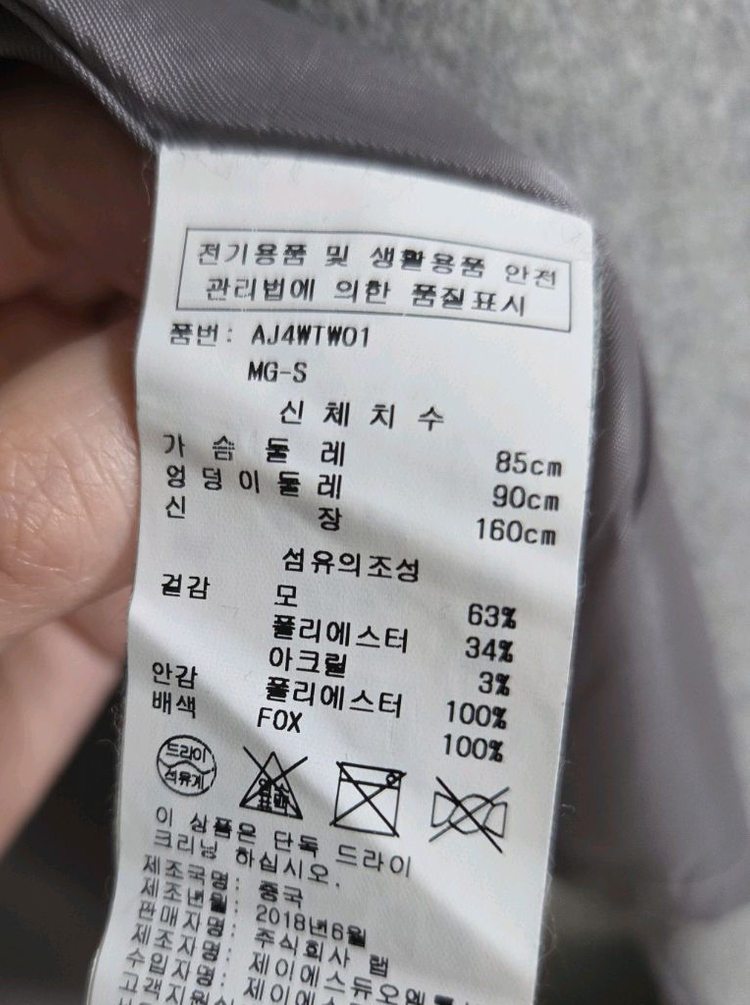 전기용품 및 생활용품 안전
관리법에 의한 품질표시
품번: AJ4WTW01
MG-S
신 체 치 수
가 슴 둘 레 85cm
엉 덩 이 둘 레 90cm
신 장 160cm
섬유의조성
겉감 모 63%
폴리에스터 34%
아크릴 3%
안감 폴리에스터 100%
배색 FOX 100%
드라이
석유계
염소
표백
이 상품은 단독 드라이
크리닝 하십시오.
제조국명: 중국
제조년월: 2018년6월
판매자명: 주식회사 랩
제조자명: 제이에스듀오엘
수입자명: 제이에스
고객지원